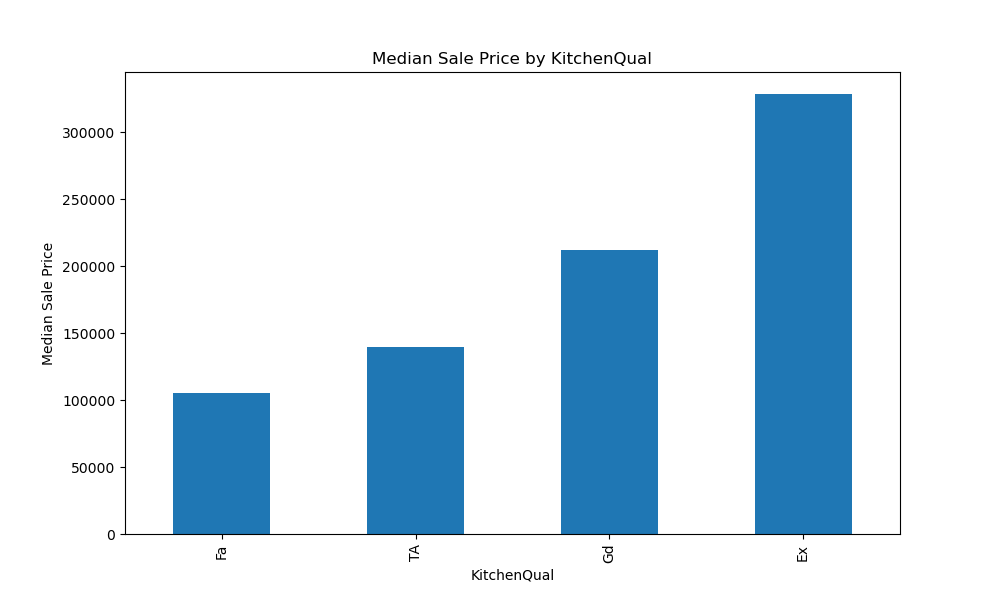 Median Sale Price by KitchenQual
Median Sale Price
300000
250000
200000
150000
100000
50000
0
Fa
TA
Gd
Ex
KitchenQual